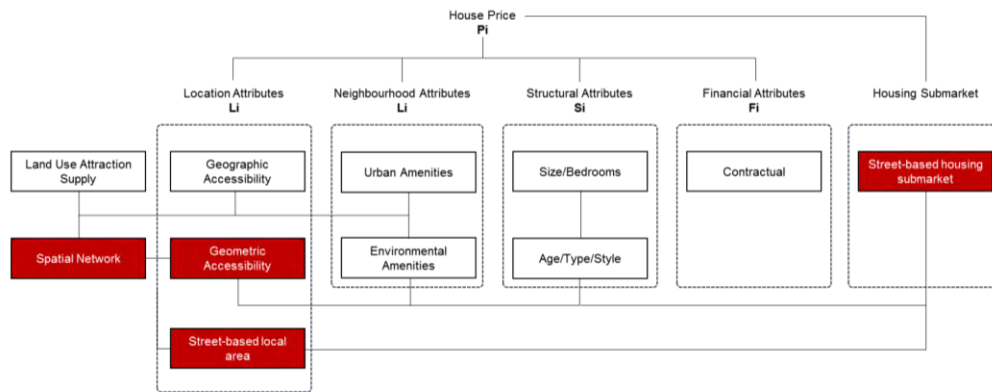 House Price
Pi
Location Attributes
Li
Neighbourhood Attributes
Li
Structural Attributes
Si
Financial Attributes
Fi
Housing Submarket
Land Use Attraction
Supply
Geographic
Accessibility
Urban Amenities
Size/Bedrooms
Contractual
Street-based housing
submarket
Spatial Network
Geometric
Accessibility
Environmental
Amenities
Age/Type/Style
Street-based local
area